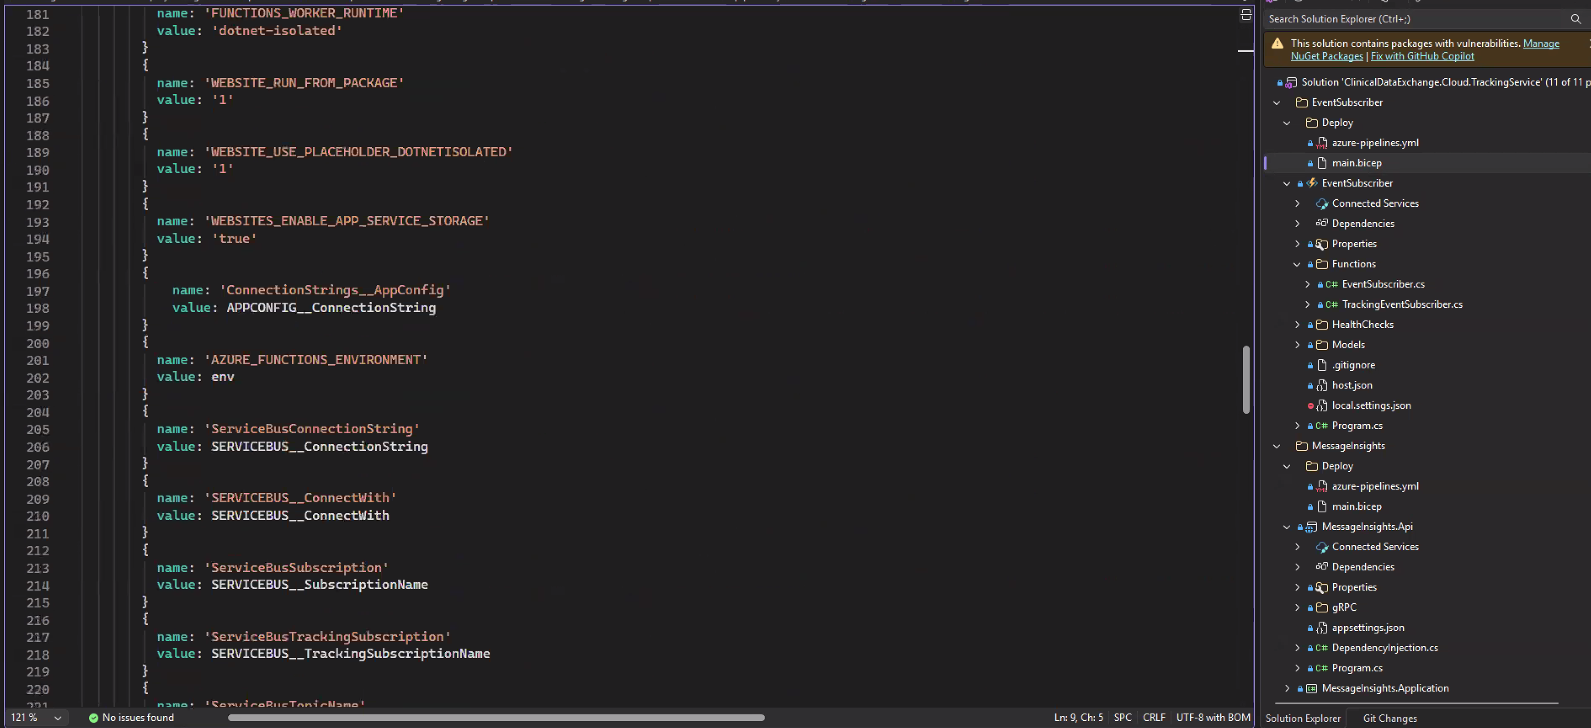 181 name: 'FUNCTIONS_WORKER_RUNTIME'
182 value: 'dotnet-isolated'
183 }
184 {
185 name: 'WEBSITE_RUN_FROM_PACKAGE'
186 value: '1'
187 }
188 {
189 name: 'WEBSITE_USE_PLACEHOLDER_DOTNETISOLATED'
190 value: '1'
191 }
192 {
193 name: 'WEBSITES_ENABLE_APP_SERVICE_STORAGE'
194 value: 'true'
195 }
196 {
197 name: 'ConnectionStrings__AppConfig'
198 value: APPCONFIG__ConnectionString
199 }
200 {
201 name: 'AZURE_FUNCTIONS_ENVIRONMENT'
202 value: env
203 }
204 {
205 name: 'ServiceBusConnectionString'
206 value: SERVICEBUS__ConnectionString
207 }
208 {
209 name: 'SERVICEBUS__ConnectWith'
210 value: SERVICEBUS__ConnectWith
211 }
212 {
213 name: 'ServiceBusSubscription'
214 value: SERVICEBUS__SubscriptionName
215 }
216 {
217 name: 'ServiceBusTrackingSubscription'
218 value: SERVICEBUS__TrackingSubscriptionName
219 }
220 {
221 name: 'ServiceBusTopicName'
121 %
No issues found
Ln: 9, Ch: 5 SPC CRLF UTF-8 with BOM
Search Solution Explorer (Ctrl+;)
This solution contains packages with vulnerabilities. Manage
NuGet Packages | Fix with GitHub Copilot
Solution 'ClinicalDataExchange.Cloud.TrackingService' (11 of 11 p
EventSubscriber
Deploy
azure-pipelines.yml
main.bicep
EventSubscriber
Connected Services
Dependencies
Properties
Functions
C# EventSubscriber.cs
C# TrackingEventSubscriber.cs
HealthChecks
Models
.gitignore
host.json
local.settings.json
C# Program.cs
MessageInsights
Deploy
azure-pipelines.yml
main.bicep
MessageInsights.Api
Connected Services
Dependencies
Properties
gRPC
appsettings.json
C# DependencyInjection.cs
C# Program.cs
MessageInsights.Application
Solution Explorer Git Changes